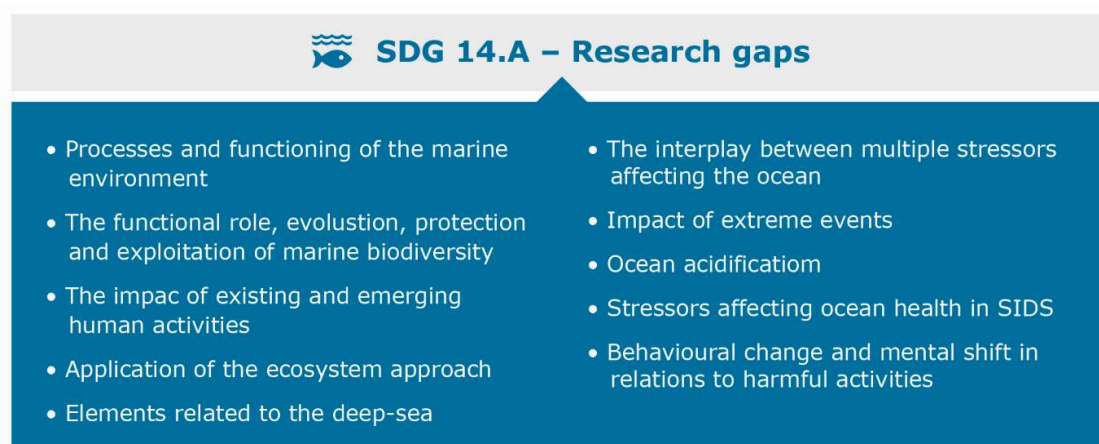 SDG 14.A – Research gaps
• Processes and functioning of the marine
environment
• The functional role, evolustion, protection
and exploitation of marine biodiversity
• The impac of existing and emerging
human activities
• Application of the ecosystem approach
• Elements related to the deep-sea
• The interplay between multiple stressors
affecting the ocean
• Impact of extreme events
• Ocean acidificatiom
• Stressors affecting ocean health in SIDS
• Behavioural change and mental shift in
relations to harmful activities